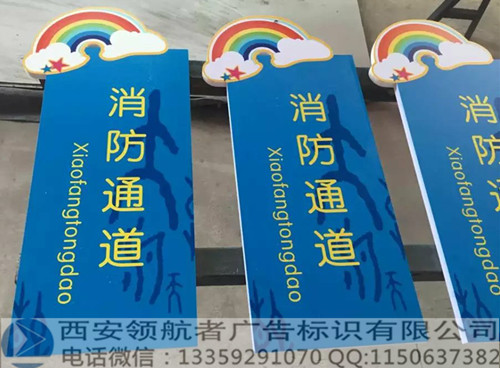 消防通道
Xiaofangtongdao
消防通道
Xiaofangtongdao
消防通道
Xiaofangtongdao
西安领航者广告标识有限公司
电话微信：13359291070 QQ:1150637382